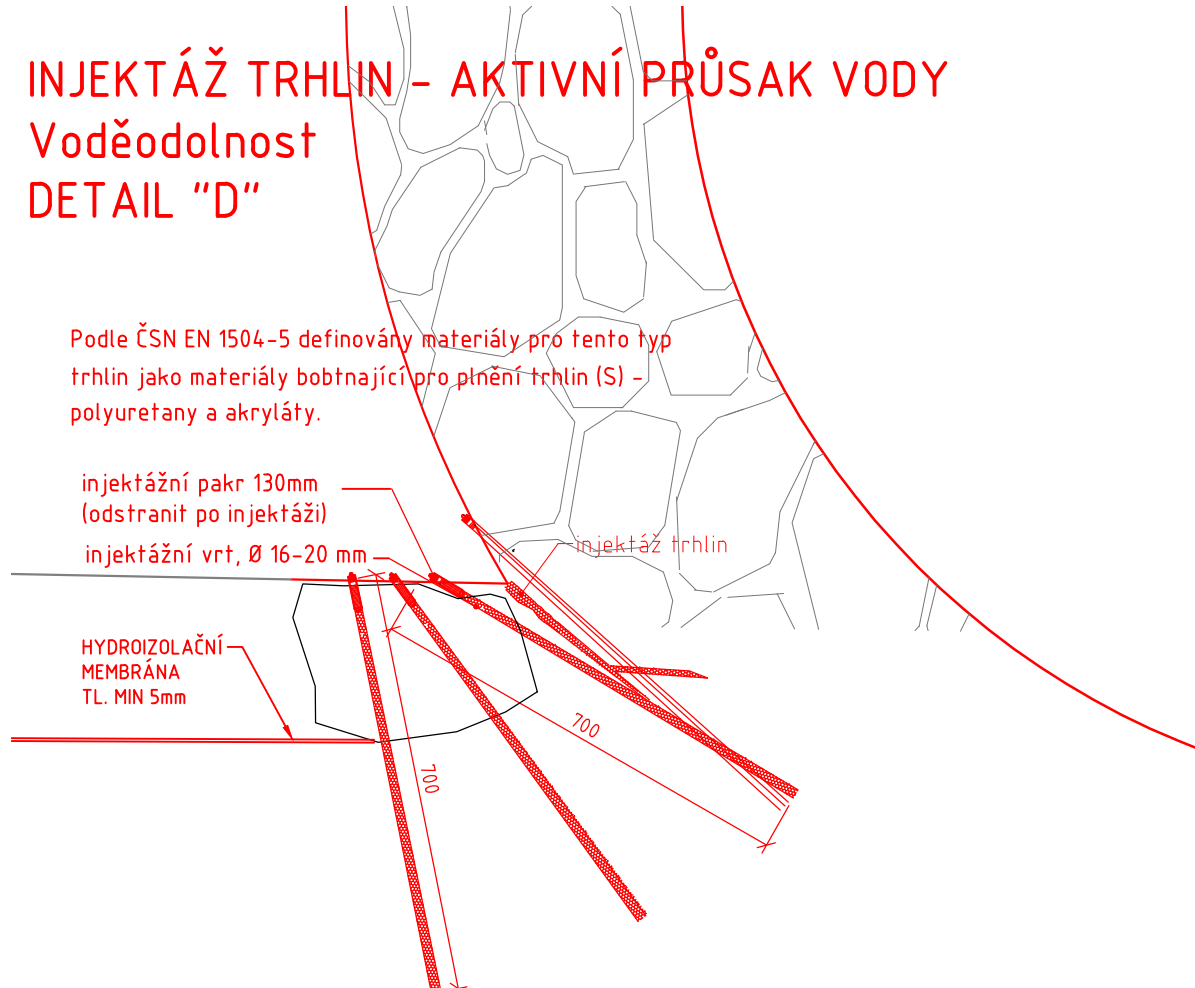 INJEKTÁŽ TRHLIN - AKTIVNÍ PRŮSAK VODY
Voděodolnost
DETAIL "D"
Podle ČSN EN 1504-5 definovány materiály pro tento typ
trhlin jako materiály bobtnající pro plnění trhlin (S) -
polyuretany a akryláty.
injektážní pakr 130mm
(odstranit po injektáži)
injektážní vrt, Ø 16-20 mm
injektáž trhlin
HYDROIZOLAČNÍ
MEMBRÁNA
TL. MIN 5mm
700
700